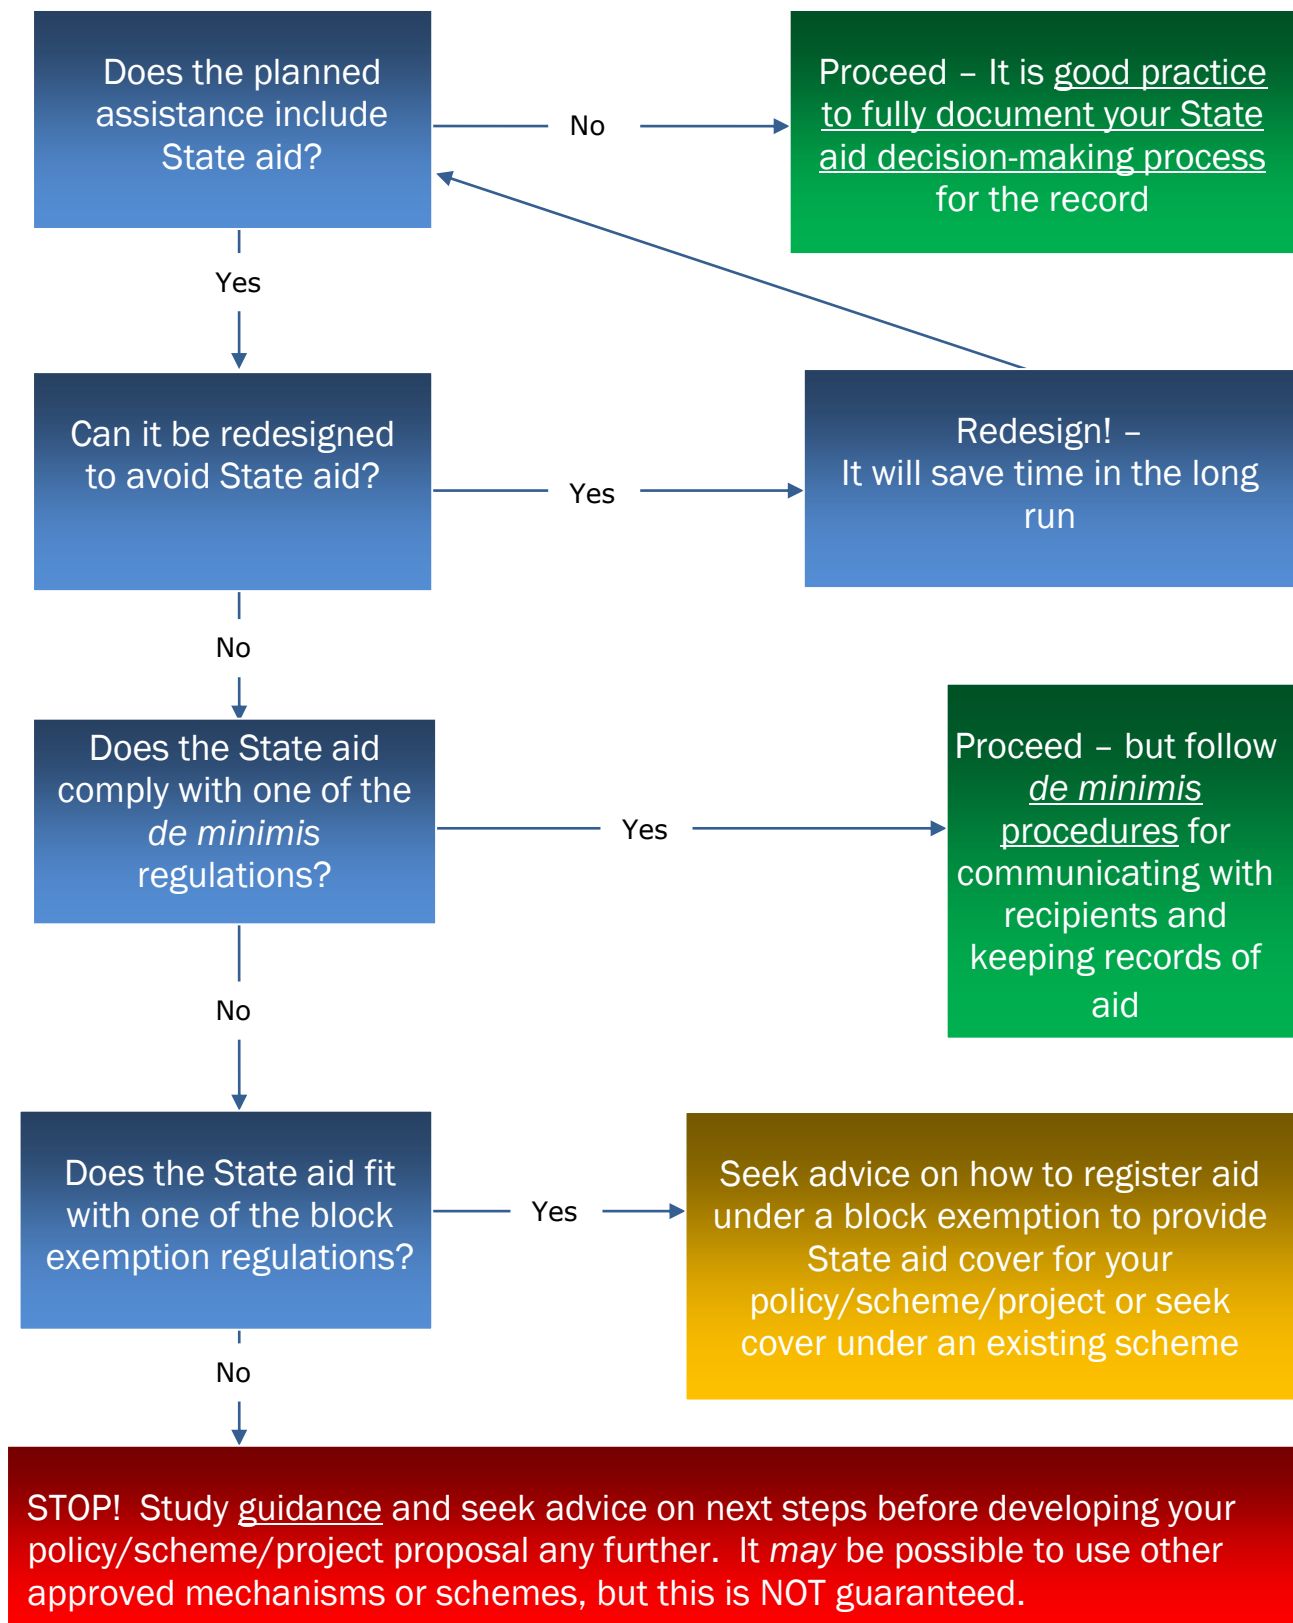 Does the planned
assistance include
State aid?
No
Proceed – It is good practice
to fully document your State
aid decision-making process
for the record
Yes
Can it be redesigned
to avoid State aid?
Yes
Redesign! –
It will save time in the long
run
No
Does the State aid
comply with one of the
de minimis
regulations?
Yes
Proceed – but follow
de minimis
procedures for
communicating with
recipients and
keeping records of
aid
No
Does the State aid fit
with one of the block
exemption regulations?
Yes
Seek advice on how to register aid
under a block exemption to provide
State aid cover for your
policy/scheme/project or seek
cover under an existing scheme
No
STOP!  Study guidance and seek advice on next steps before developing your
policy/scheme/project proposal any further.  It may be possible to use other
approved mechanisms or schemes, but this is NOT guaranteed.